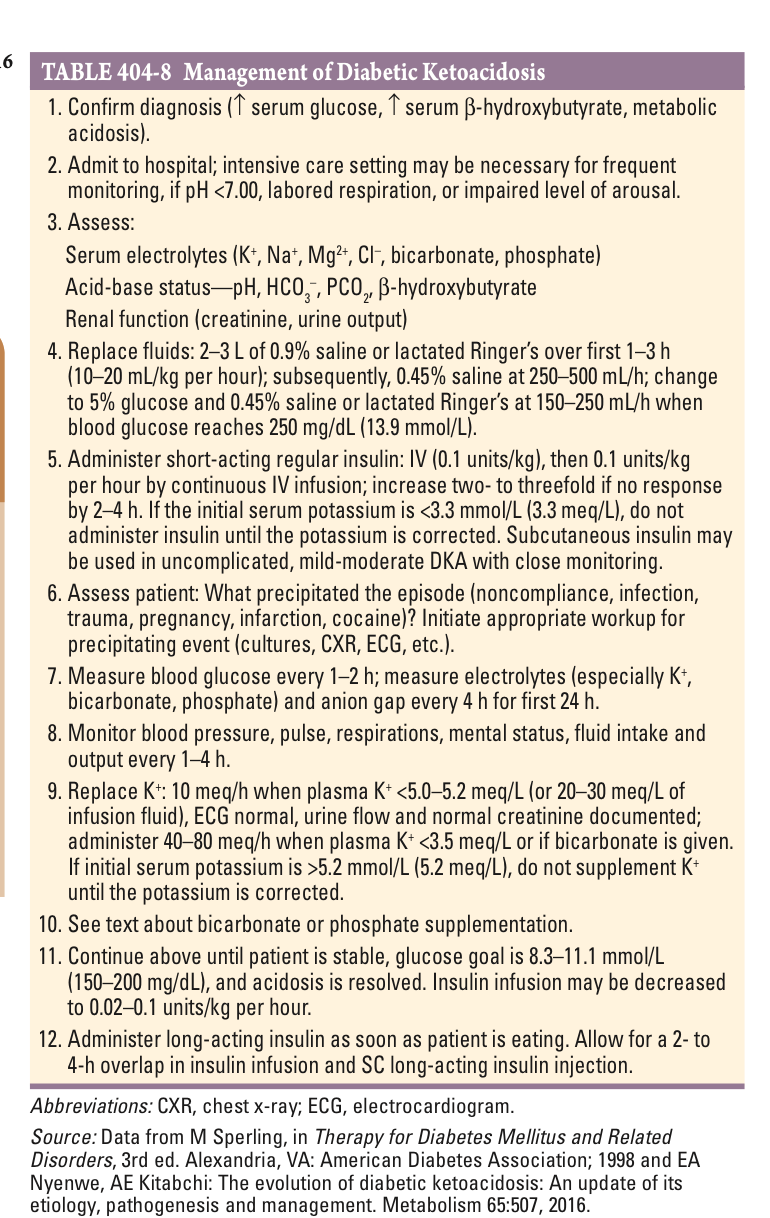 16
TABLE 404-8 Management of Diabetic Ketoacidosis
1. Confirm diagnosis (↑ serum glucose, ↑ serum β-hydroxybutyrate, metabolic
acidosis).
2. Admit to hospital; intensive care setting may be necessary for frequent
monitoring, if pH <7.00, labored respiration, or impaired level of arousal.
3. Assess:
Serum electrolytes (K⁺, Na⁺, Mg²⁺, Cl⁻, bicarbonate, phosphate)
Acid-base status—pH, HCO₃⁻, PCO₂, β-hydroxybutyrate
Renal function (creatinine, urine output)
4. Replace fluids: 2–3 L of 0.9% saline or lactated Ringer’s over first 1–3 h
(10–20 mL/kg per hour); subsequently, 0.45% saline at 250–500 mL/h; change
to 5% glucose and 0.45% saline or lactated Ringer’s at 150–250 mL/h when
blood glucose reaches 250 mg/dL (13.9 mmol/L).
5. Administer short-acting regular insulin: IV (0.1 units/kg), then 0.1 units/kg
per hour by continuous IV infusion; increase two- to threefold if no response
by 2–4 h. If the initial serum potassium is <3.3 mmol/L (3.3 meq/L), do not
administer insulin until the potassium is corrected. Subcutaneous insulin may
be used in uncomplicated, mild-moderate DKA with close monitoring.
6. Assess patient: What precipitated the episode (noncompliance, infection,
trauma, pregnancy, infarction, cocaine)? Initiate appropriate workup for
precipitating event (cultures, CXR, ECG, etc.).
7. Measure blood glucose every 1–2 h; measure electrolytes (especially K⁺,
bicarbonate, phosphate) and anion gap every 4 h for first 24 h.
8. Monitor blood pressure, pulse, respirations, mental status, fluid intake and
output every 1–4 h.
9. Replace K⁺: 10 meq/h when plasma K⁺ <5.0–5.2 meq/L (or 20–30 meq/L of
infusion fluid), ECG normal, urine flow and normal creatinine documented;
administer 40–80 meq/h when plasma K⁺ <3.5 meq/L or if bicarbonate is given.
If initial serum potassium is >5.2 mmol/L (5.2 meq/L), do not supplement K⁺
until the potassium is corrected.
10. See text about bicarbonate or phosphate supplementation.
11. Continue above until patient is stable, glucose goal is 8.3–11.1 mmol/L
(150–200 mg/dL), and acidosis is resolved. Insulin infusion may be decreased
to 0.02–0.1 units/kg per hour.
12. Administer long-acting insulin as soon as patient is eating. Allow for a 2- to
4-h overlap in insulin infusion and SC long-acting insulin injection.
Abbreviations: CXR, chest x-ray; ECG, electrocardiogram.
Source: Data from M Sperling, in Therapy for Diabetes Mellitus and Related
Disorders, 3rd ed. Alexandria, VA: American Diabetes Association; 1998 and EA
Nyenwe, AE Kitabchi: The evolution of diabetic ketoacidosis: An update of its
etiology, pathogenesis and management. Metabolism 65:507, 2016.